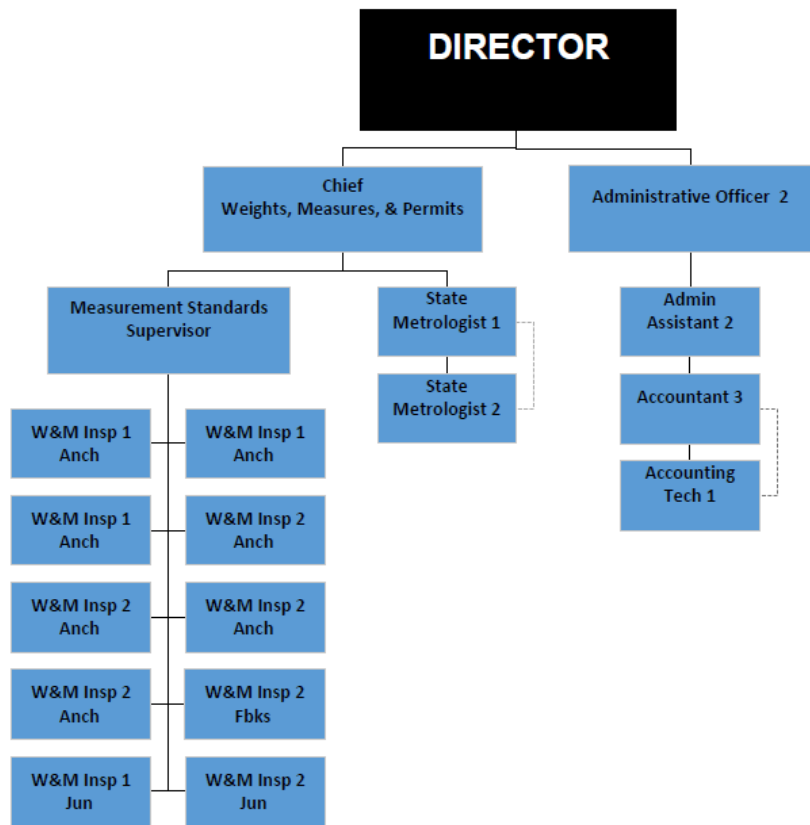 DIRECTOR
Chief
Weights, Measures, & Permits
Administrative Officer 2
Measurement Standards
Supervisor
State
Metrologist 1
Admin
Assistant 2
State
Metrologist 2
Accountant 3
W&M Insp 1
Anch
W&M Insp 1
Anch
Accounting
Tech 1
W&M Insp 1
Anch
W&M Insp 2
Anch
W&M Insp 2
Anch
W&M Insp 2
Anch
W&M Insp 2
Anch
W&M Insp 2
Fbks
W&M Insp 1
Jun
W&M Insp 2
Jun